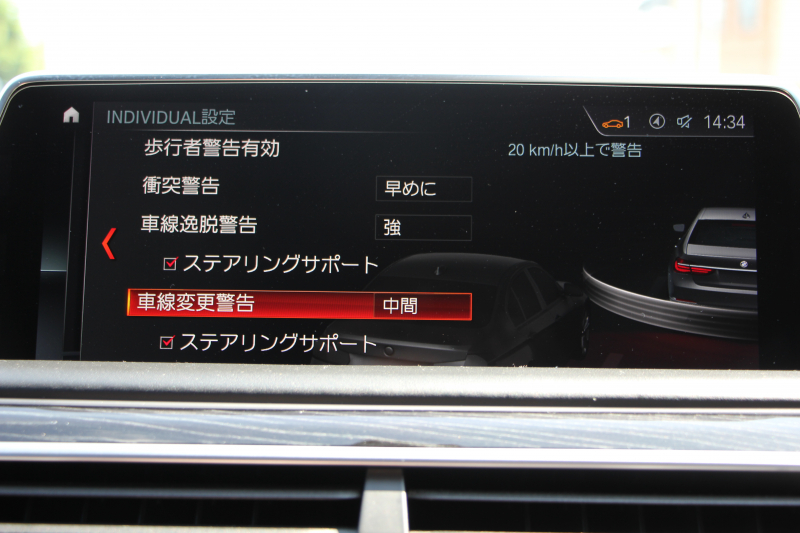 INDIVIDUAL設定
1
14:34
歩行者警告有効
20 km/h以上で警告
衝突警告 早めに
車線逸脱警告 強
ステアリングサポート
車線変更警告 中間
ステアリングサポート